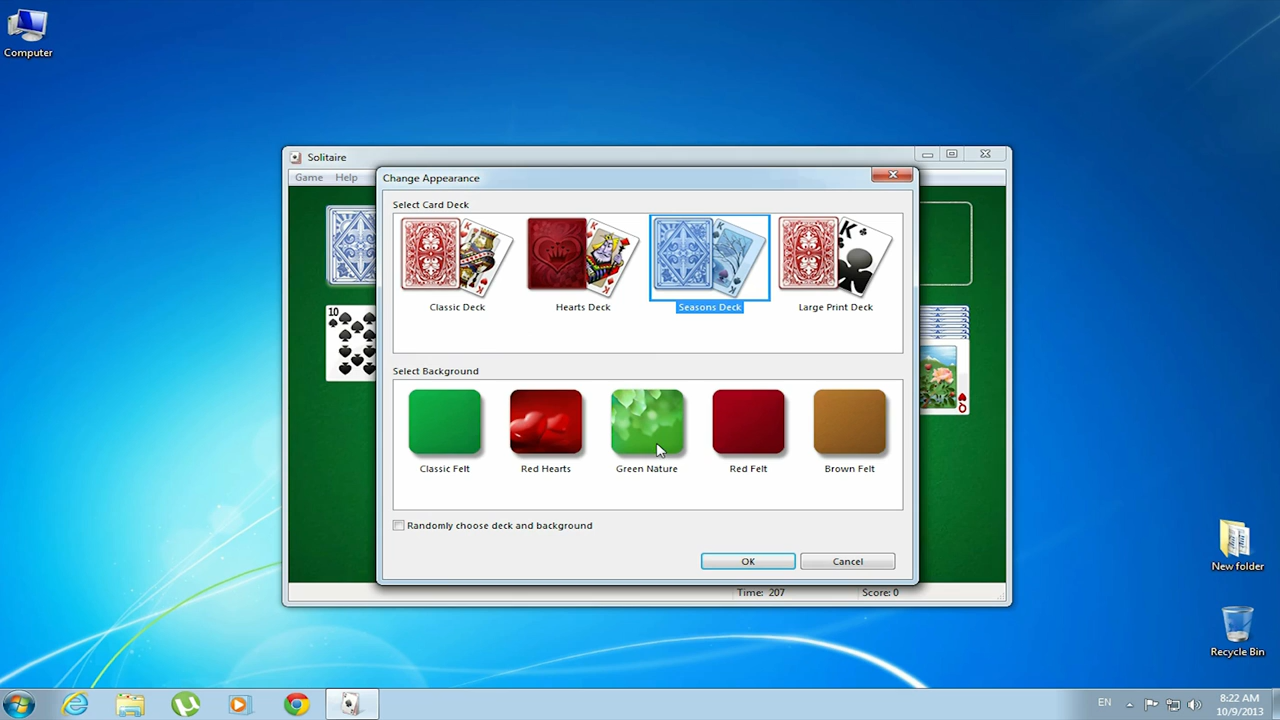 Computer
Solitaire
Game Help
Change Appearance
Select Card Deck
Classic Deck
Hearts Deck
Seasons Deck
Large Print Deck
10
K
K
K
K
Q
Select Background
Classic Felt
Red Hearts
Green Nature
Red Felt
Brown Felt
Randomly choose deck and background
OK
Cancel
Time: 207
Score: 0
New folder
Recycle Bin
EN
8:22 AM
10/9/2013